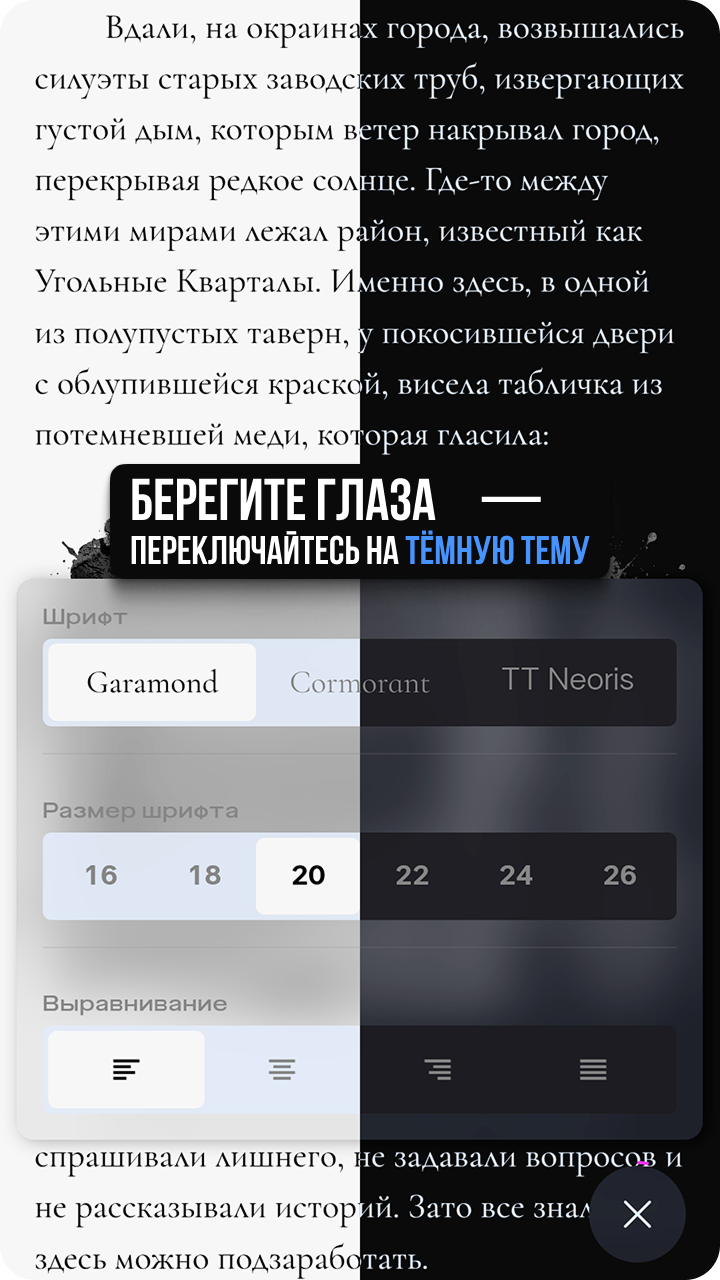 Вдали, на окраинах города, возвышались
силуэты старых заводских труб, извергающих
густой дым, которым ветер накрывал город,
перекрывая редкое солнце. Где-то между
этими мирами лежал район, известный как
Угольные Кварталы. Именно здесь, в одной
из полупустых таверн, у покосившейся двери
с облупившейся краской, висела табличка из
потемневшей меди, которая гласила:
БЕРЕГИТЕ ГЛАЗА —
ПЕРЕКЛЮЧАЙТЕСЬ НА ТЁМНУЮ ТЕМУ
Шрифт
Garamond Cormorant TT Neoris
Размер шрифта
16 18 20 22 24 26
Выравнивание
спрашивали лишнего, не задавали вопросов и
не рассказывали историй. Зато все
здесь можно подзаработать.